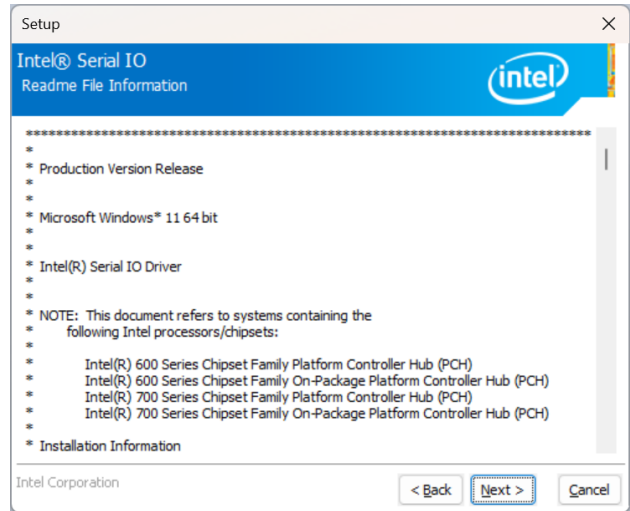 Setup
Intel® Serial IO
Readme File Information
intel
*******************************************************************************
*
* Production Version Release
*
*
* Microsoft Windows* 11 64 bit
*
*
* Intel(R) Serial IO Driver
*
*
* NOTE: This document refers to systems containing the
* following Intel processors/chipsets:
*
* Intel(R) 600 Series Chipset Family Platform Controller Hub (PCH)
* Intel(R) 600 Series Chipset Family On-Package Platform Controller Hub (PCH)
* Intel(R) 700 Series Chipset Family Platform Controller Hub (PCH)
* Intel(R) 700 Series Chipset Family On-Package Platform Controller Hub (PCH)
*
* Installation Information
Intel Corporation
< Back
Next >
Cancel